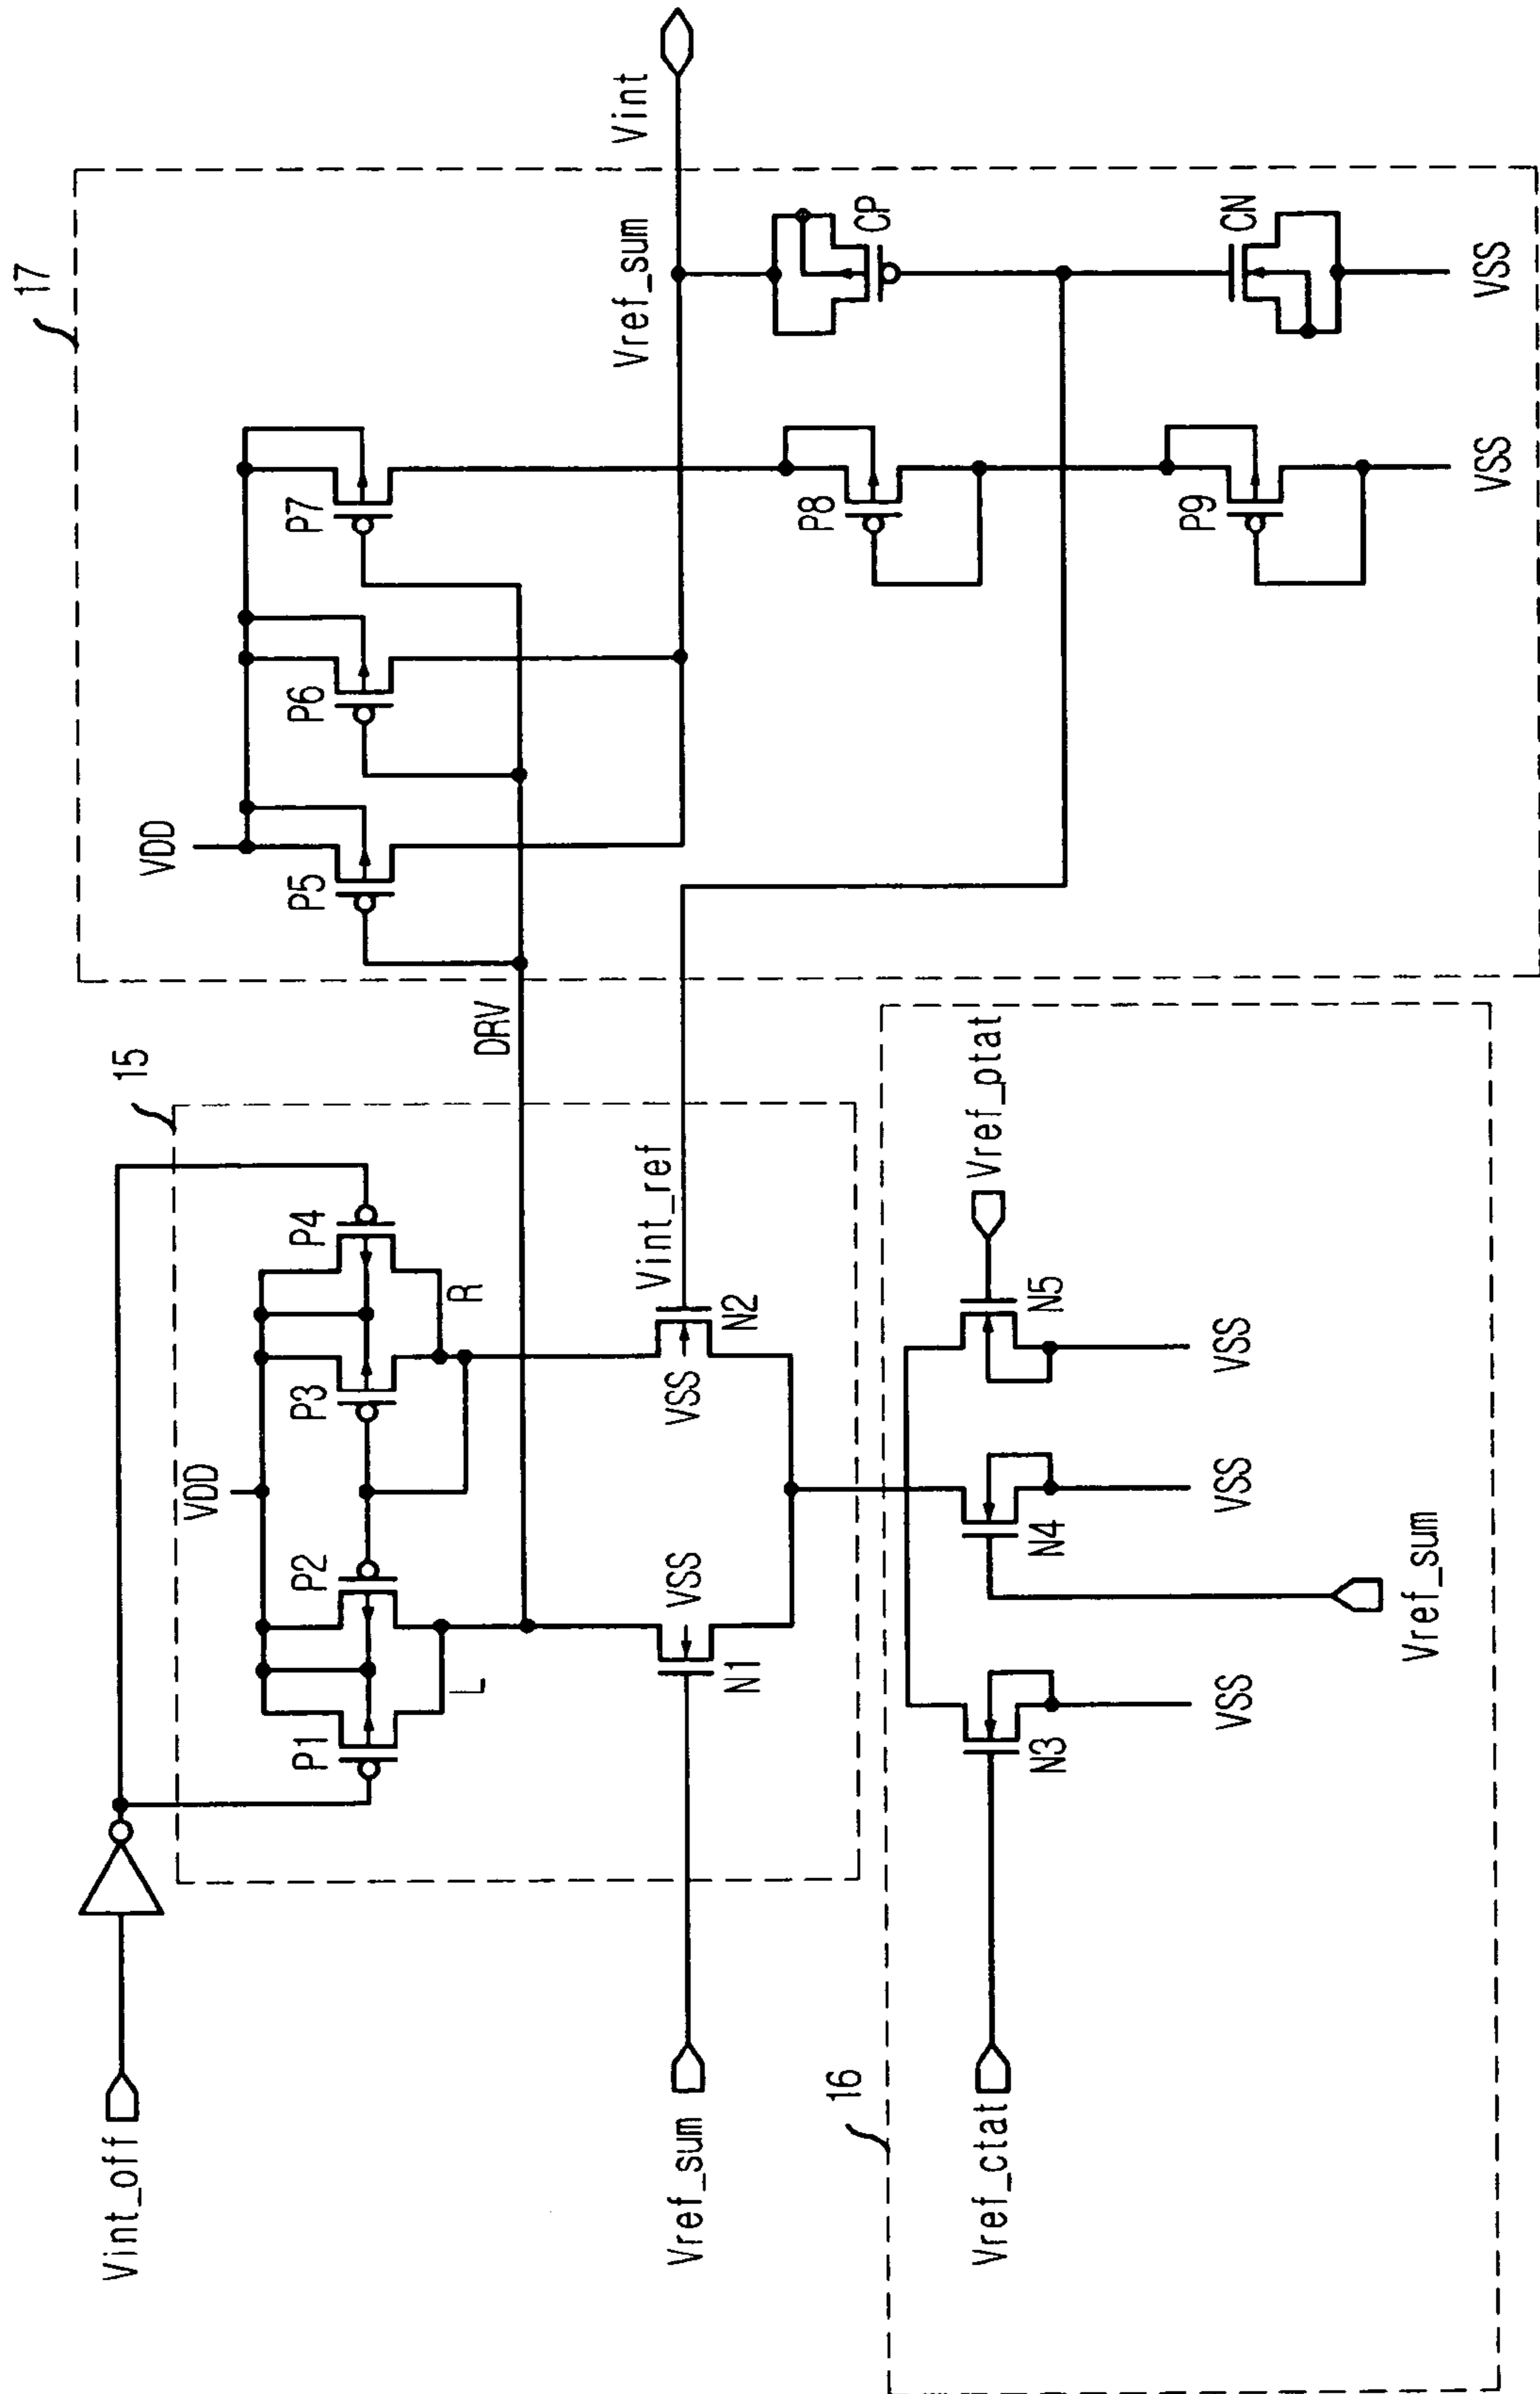 Vint_off
15
17
VDD
P1
P2
P3
P4
L
R
DRV
VDD
P5
P6
P7
Vref_sum
Vint
Vref_sum
N1
VSS
VSS
N2
Vint_ref
P8
CP
P9
CN
VSS
VSS
16
Vref_ctat
N3
N4
N5
Vref_ptat
VSS
VSS
VSS
Vref_sum